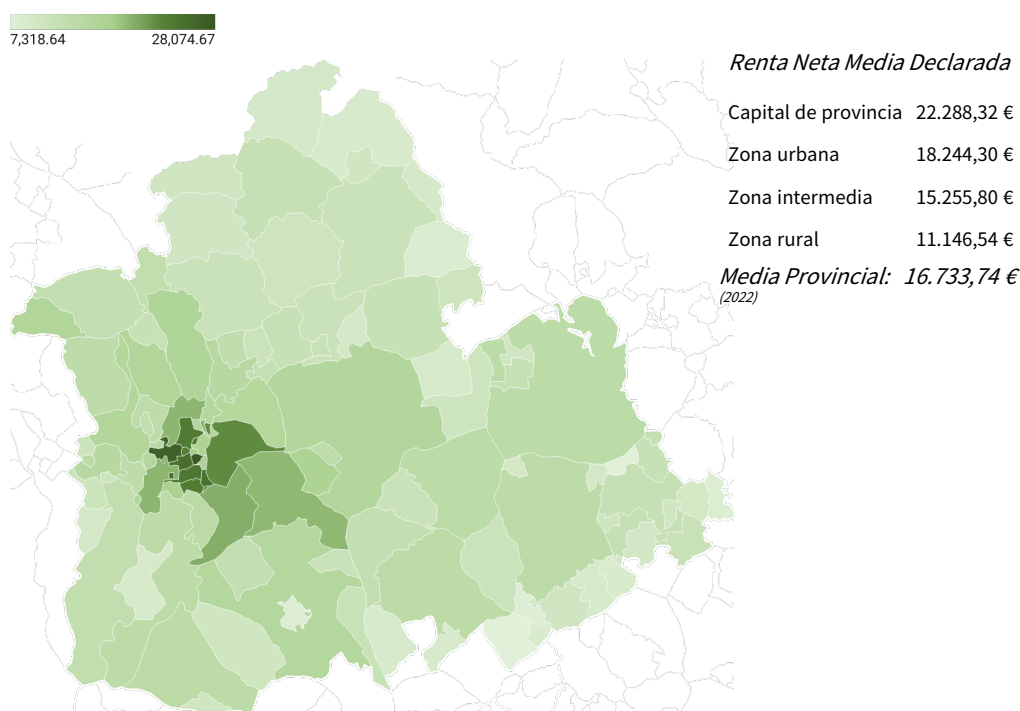 7,318.64 28,074.67
Renta Neta Media Declarada
Capital de provincia 22.288,32 €
Zona urbana 18.244,30 €
Zona intermedia 15.255,80 €
Zona rural 11.146,54 €
Media Provincial: 16.733,74 €
(2022)